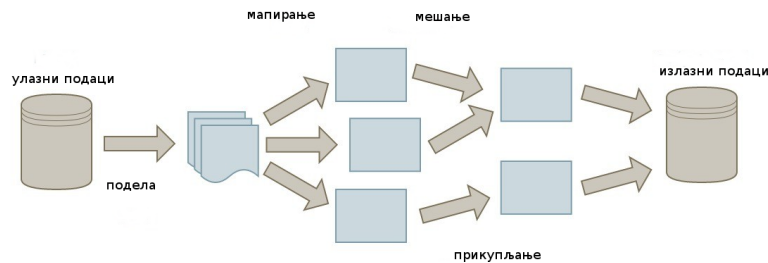 мапирање
мешање
улазни подаци
излазни подаци
подела
прикупљање